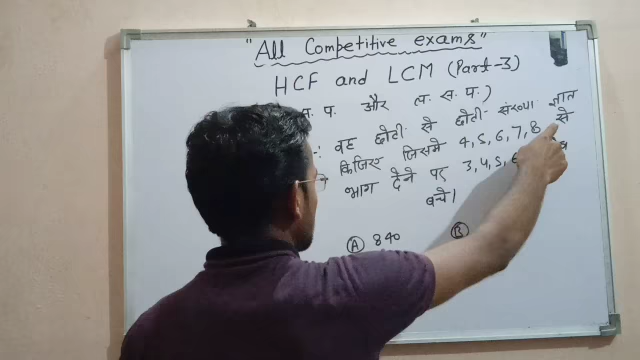 "All Competitive exams"
HCF and LCM (Part-3)
स. प. और ल. स. प.)
वह छोटी से छोटी संख्या ज्ञात
किजिए जिसमे 4,5,6,7,8 से
भाग देने पर 3,4,5,
बचे।
(A) 840 (B)